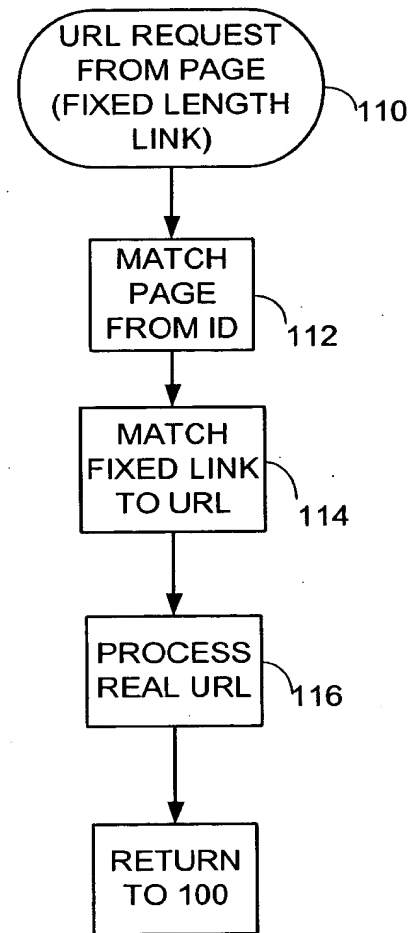 URL REQUEST
FROM PAGE
(FIXED LENGTH
LINK)
110
MATCH
PAGE
FROM ID
112
MATCH
FIXED LINK
TO URL
114
PROCESS
REAL URL
116
RETURN
TO 100